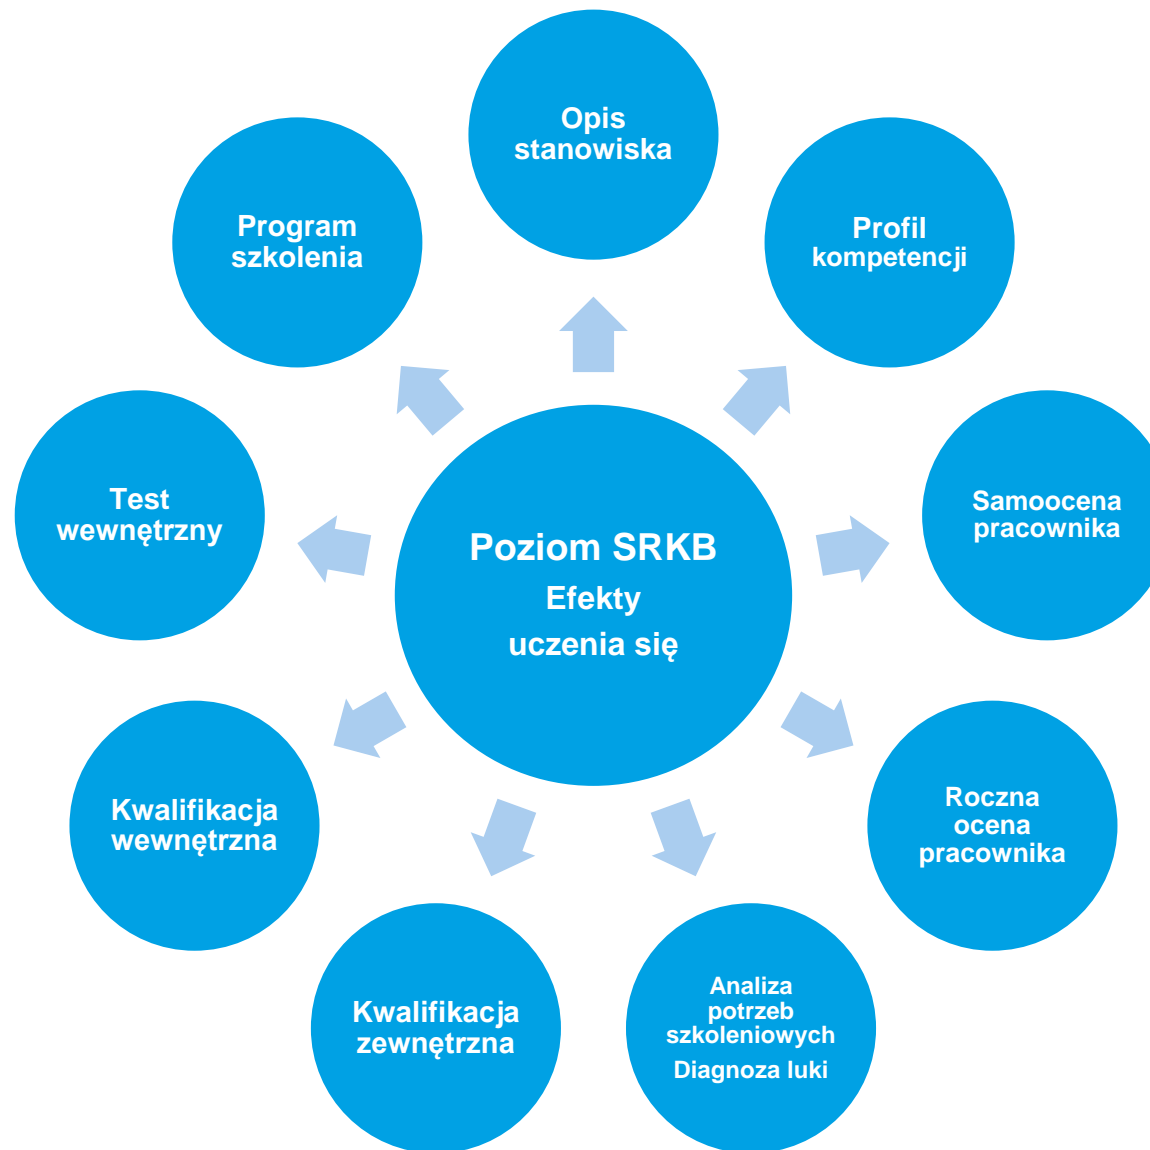 Opis
stanowiska
Profil
kompetencji
Samoocena
pracownika
Roczna
ocena
pracownika
Analiza
potrzeb
szkoleniowych
Diagnoza luki
Kwalifikacja
zewnętrzna
Kwalifikacja
wewnętrzna
Test
wewnętrzny
Program
szkolenia
Poziom SRKB
Efekty
uczenia się